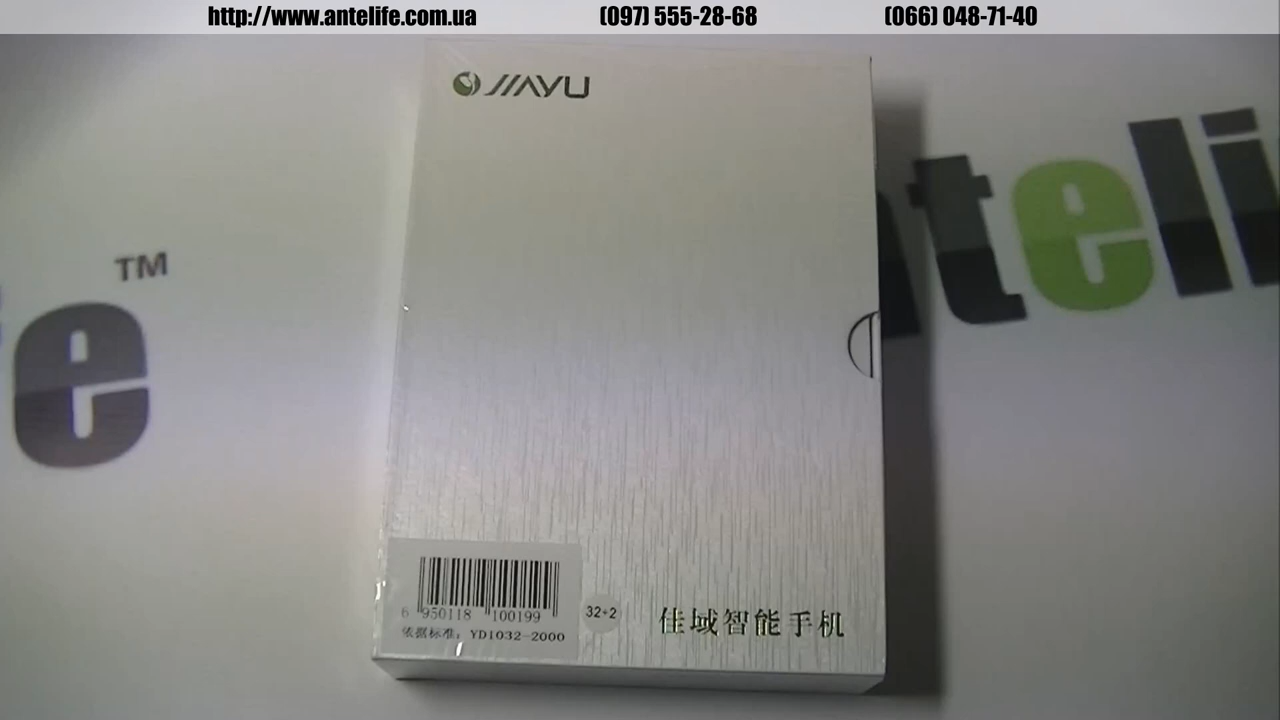 http://www.antelife.com.ua (097) 555-28-68 (066) 048-71-40
JIAYU
nteli
TM
e
6 950118 100199
32+2
依据标准: YD1032-2000
佳域智能手机